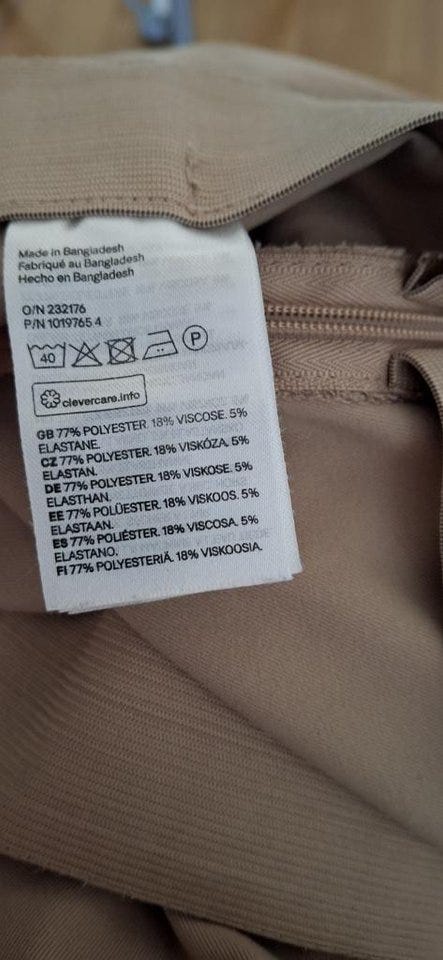 Made in Bangladesh
Fabriqué au Bangladesh
Hecho en Bangladesh
O/N 232176
P/N 1019765 4
40 P
clevercare.info
GB 77% POLYESTER. 18% VISCOSE. 5%
ELASTANE.
CZ 77% POLYESTER. 18% VISKÓZA. 5%
ELASTAN.
DE 77% POLYESTER. 18% VISKOSE. 5%
ELASTHAN.
EE 77% POLÜESTER. 18% VISKOOS. 5%
ELASTAAN.
ES 77% POLIÉSTER. 18% VISCOSA. 5%
ELASTANO.
FI 77% POLYESTERIÄ. 18% VISKOOSIA.